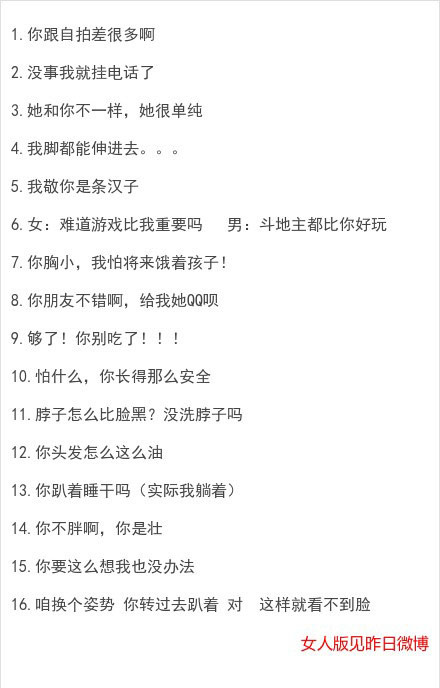 1.你跟自拍差很多啊
2.没事我就挂电话了
3.她和你不一样，她很单纯
4.我脚都能伸进去。。。
5.我敬你是条汉子
6.女：难道游戏比我重要吗   男：斗地主都比你好玩
7.你胸小，我怕将来饿着孩子！
8.你朋友不错啊，给我她QQ呗
9.够了！你别吃了！！！
10.怕什么，你长得那么安全
11.脖子怎么比脸黑？没洗脖子吗
12.你头发怎么这么油
13.你趴着睡干吗（实际我躺着）
14.你不胖啊，你是壮
15.你要这么想我也没办法
16.咱换个姿势 你转过去趴着 对  这样就看不到脸
女人版见昨日微博